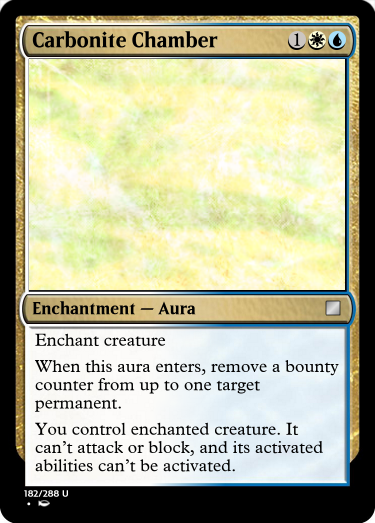 Carbonite Chamber 1
Enchantment — Aura
Enchant creature
When this aura enters, remove a bounty
counter from up to one target
permanent.
You control enchanted creature. It
can't attack or block, and its activated
abilities can't be activated.
182/288 U